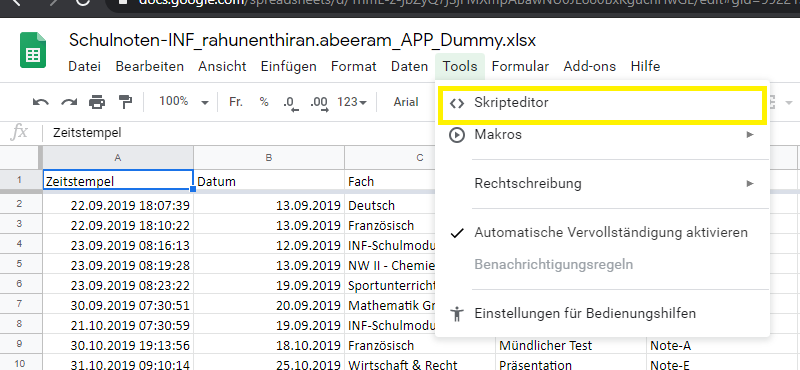 docs.google.com/spreadsheets/d/
Schulnoten-INF_rahunenthiran.abeeram_APP_Dummy.xlsx
Datei Bearbeiten Ansicht Einfügen Format Daten Tools Formular Add-ons Hilfe
100% Fr. % .0 .00 123 Arial
Skripteditor
fx Zeitstempel
Makros
A B C
1 Zeitstempel Datum Fach
Rechtschreibung
2 22.09.2019 18:07:39 13.09.2019 Deutsch
3 22.09.2019 18:10:22 13.09.2019 Französisch
Automatische Vervollständigung aktivieren
4 23.09.2019 08:16:13 12.09.2019 INF-Schulmodu
5 23.09.2019 08:19:28 13.09.2019 NW II - Chemie
Benachrichtigungsregeln
6 23.09.2019 08:23:22 19.09.2019 Sportunterricht
7 30.09.2019 07:30:51 20.09.2019 Mathematik Gr
Einstellungen für Bedienungshilfen
8 21.10.2019 07:30:59 19.09.2019 INF-Schulmodu
9 30.10.2019 19:13:56 18.10.2019 Französisch Mündlicher Test Note-A
10 31.10.2019 09:10:14 25.10.2019 Wirtschaft & Recht Präsentation Note-E